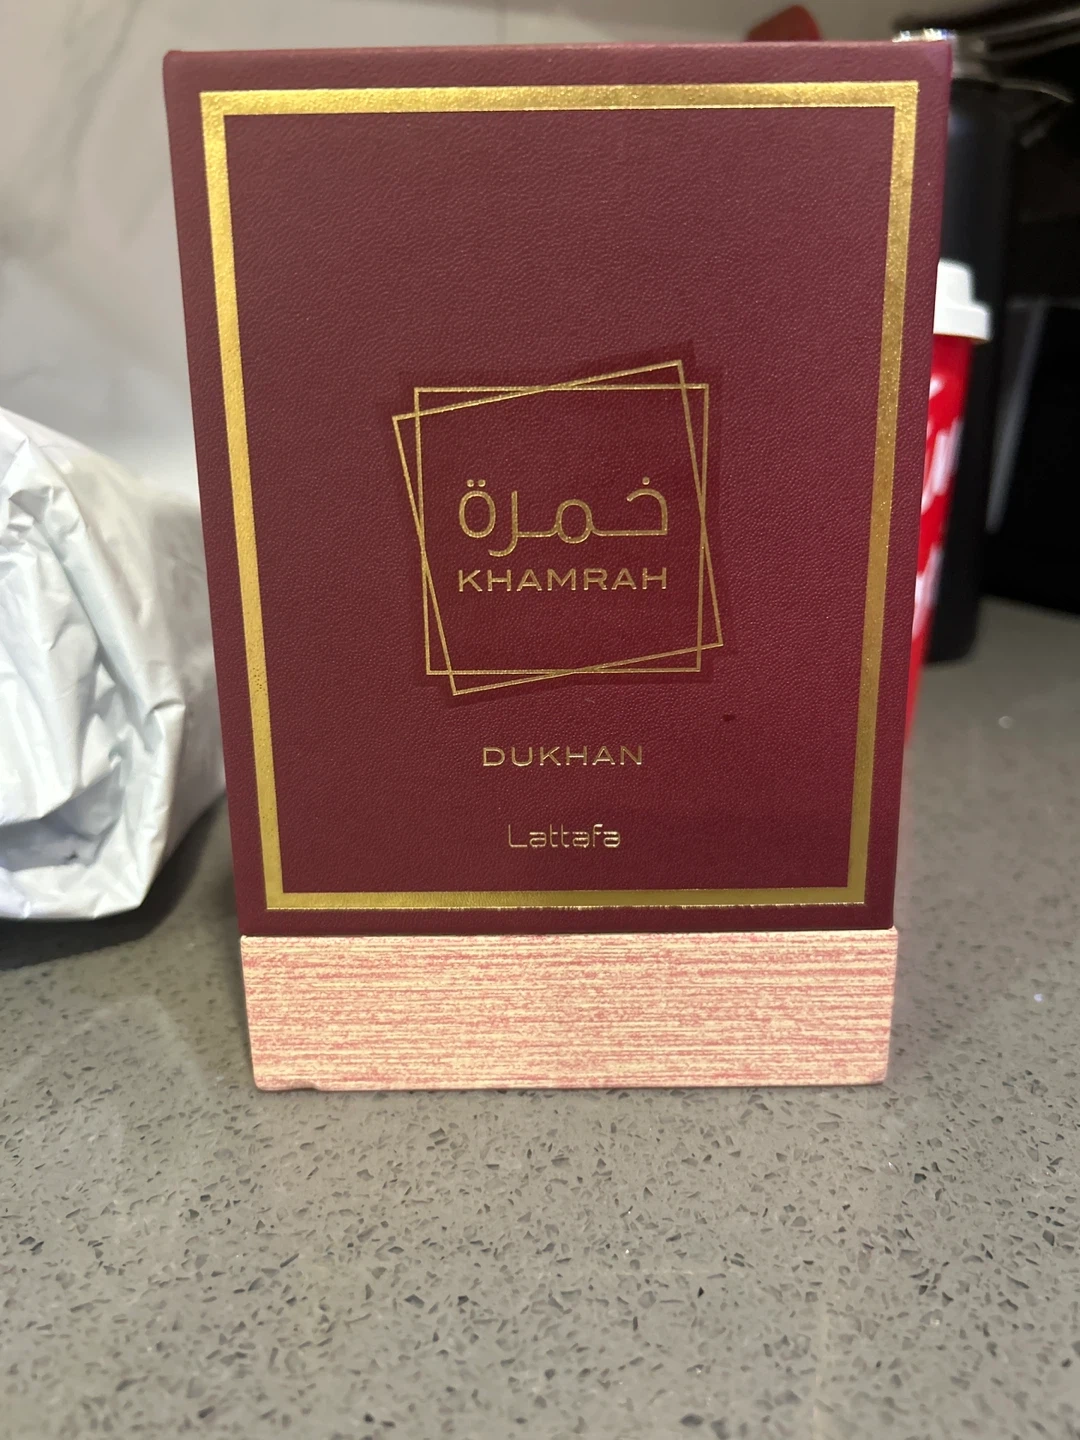 خمرة
KHAMRAH
DUKHAN
Lattafa